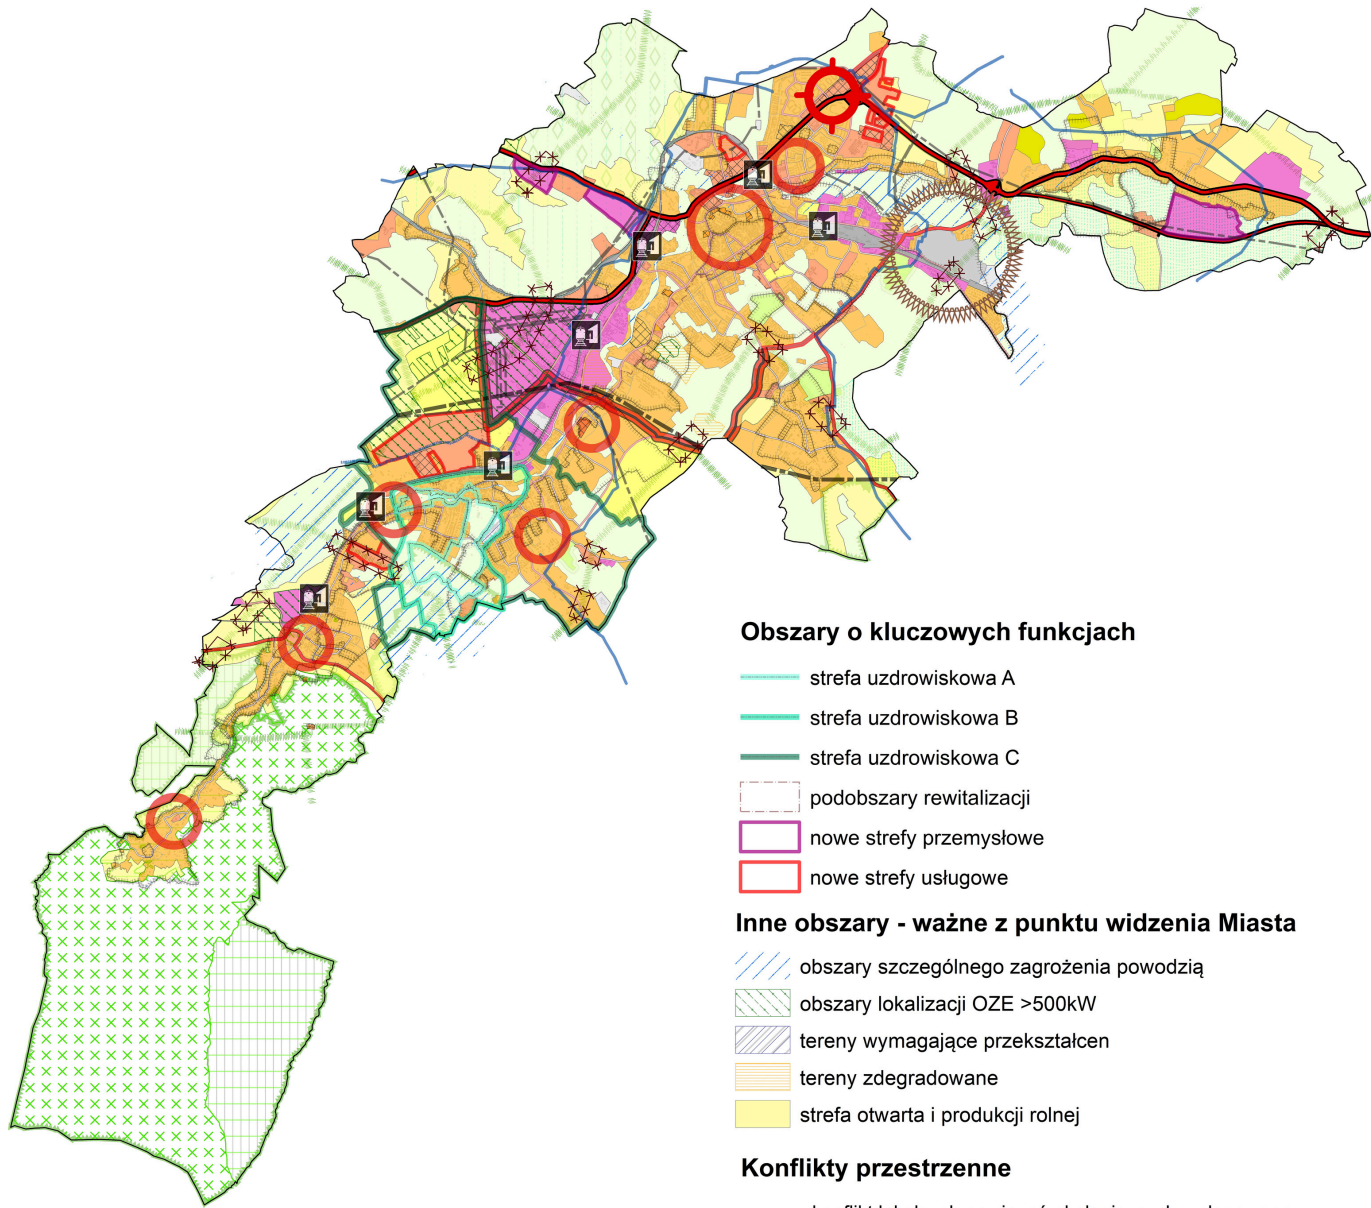 Obszary o kluczowych funkcjach
strefa uzdrowiskowa A
strefa uzdrowiskowa B
strefa uzdrowiskowa C
podobszary rewitalizacji
nowe strefy przemysłowe
nowe strefy usługowe
Inne obszary - ważne z punktu widzenia Miasta
obszary szczególnego zagrożenia powodzią
obszary lokalizacji OZE >500kW
tereny wymagające przekształcen
tereny zdegradowane
strefa otwarta i produkcji rolnej
Konflikty przestrzenne